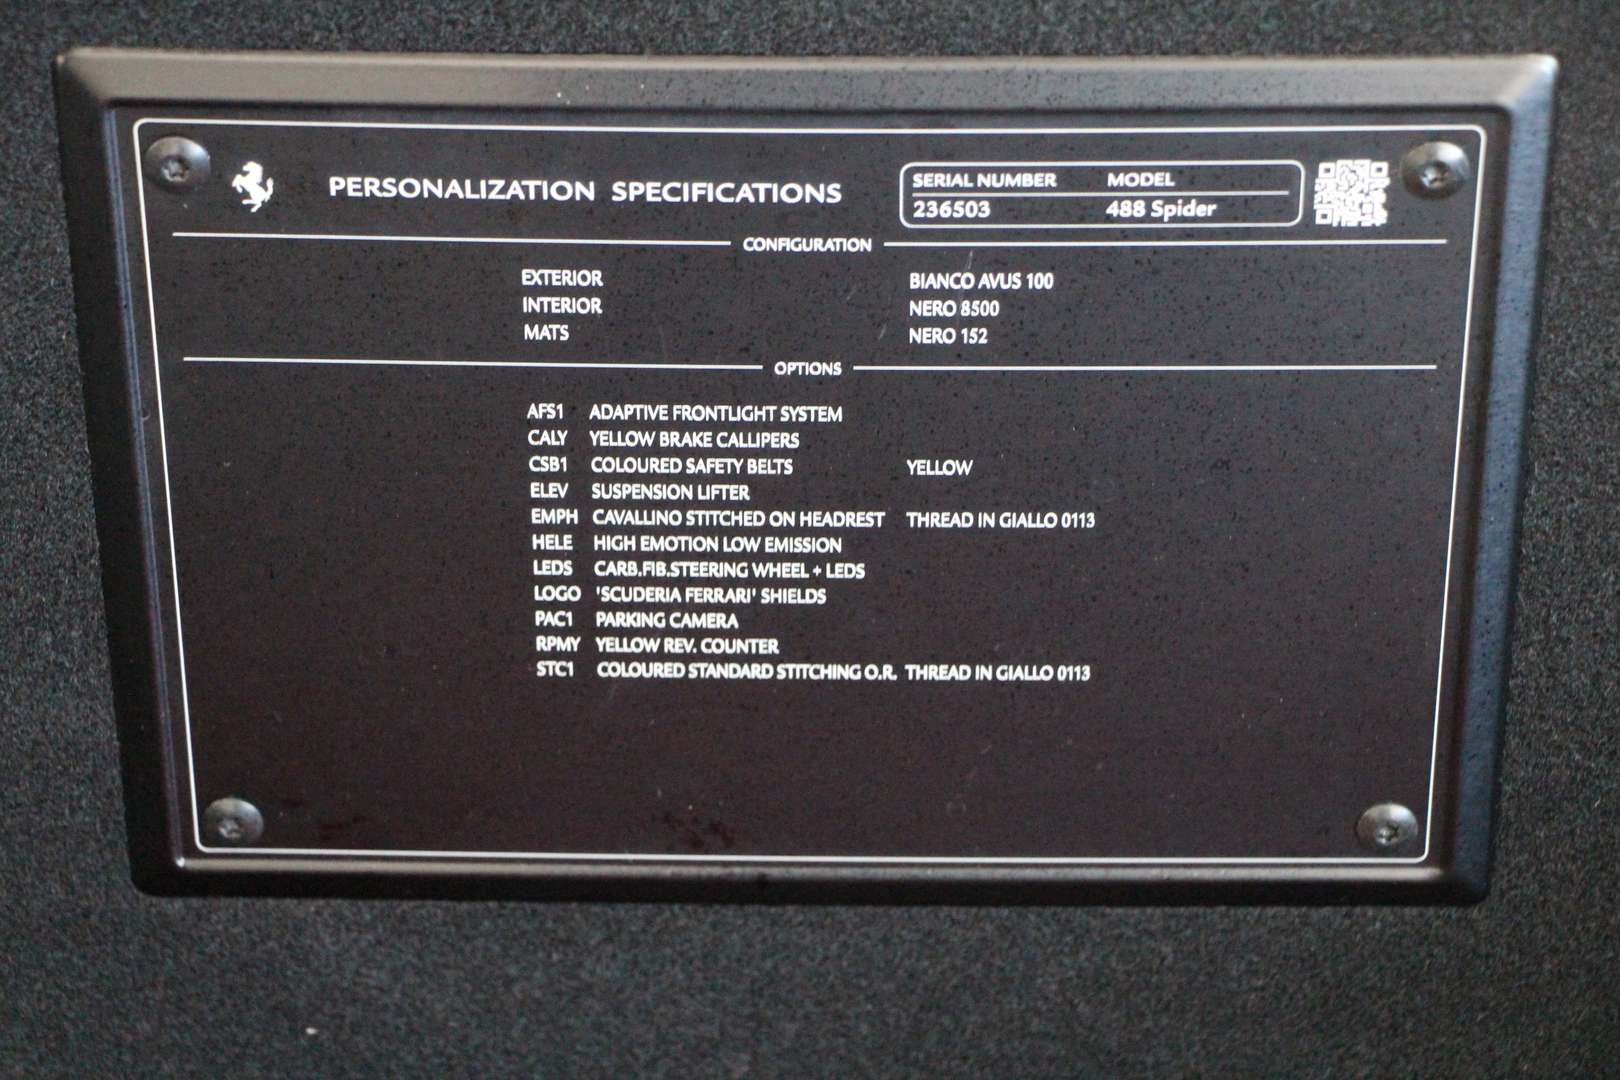 PERSONALIZATION SPECIFICATIONS
SERIAL NUMBER MODEL
236503 488 Spider
CONFIGURATION
EXTERIOR BIANCO AVUS 100
INTERIOR NERO 8500
MATS NERO 152
OPTIONS
AFS1 ADAPTIVE FRONTLIGHT SYSTEM
CALY YELLOW BRAKE CALLIPERS
CSB1 COLOURED SAFETY BELTS YELLOW
ELEV SUSPENSION LIFTER
EMPH CAVALLINO STITCHED ON HEADREST THREAD IN GIALLO 0113
HELE HIGH EMOTION LOW EMISSION
LEDS CARB.FIB.STEERING WHEEL + LEDS
LOGO 'SCUDERIA FERRARI' SHIELDS
PAC1 PARKING CAMERA
RPMY YELLOW REV. COUNTER
STC1 COLOURED STANDARD STITCHING O.R. THREAD IN GIALLO 0113